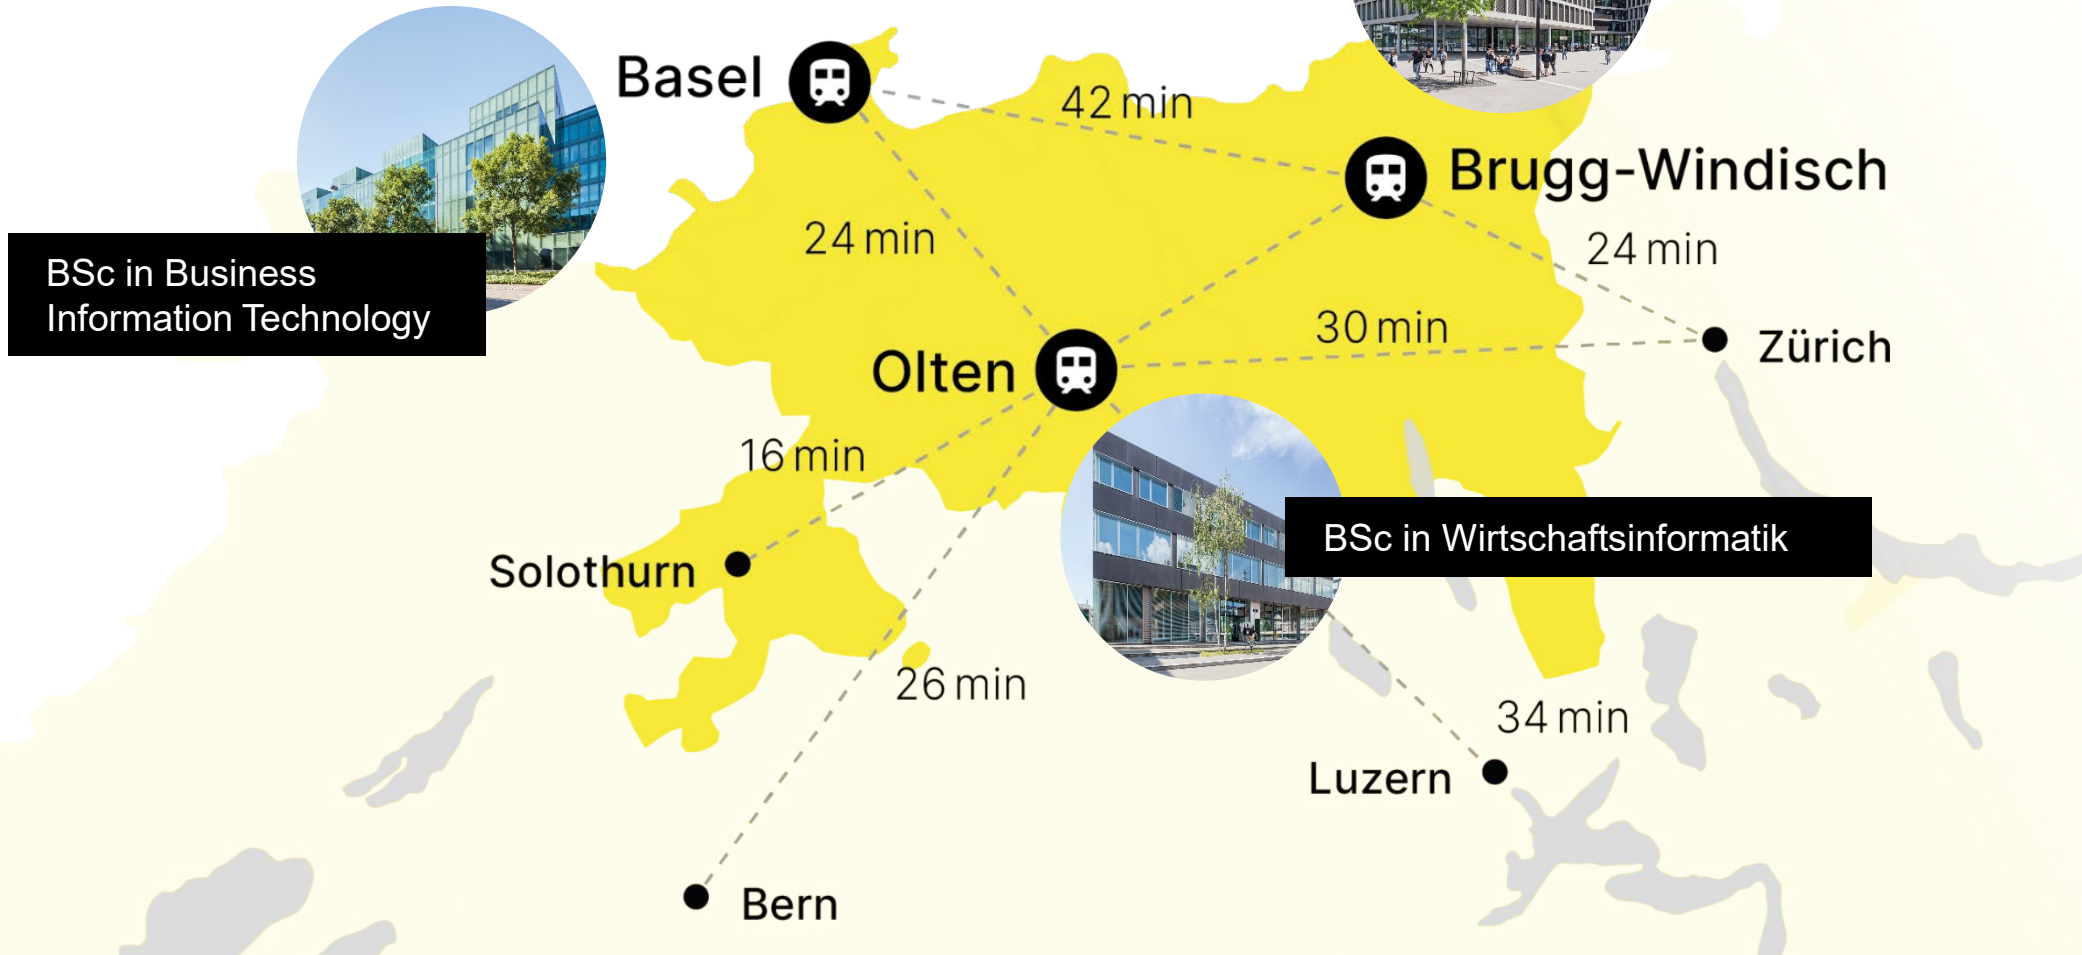 Basel
42 min
Brugg-Windisch
24 min
24 min
BSc in Business
Information Technology
30 min
Zürich
Olten
16 min
BSc in Wirtschaftsinformatik
Solothurn
26 min
34 min
Luzern
Bern